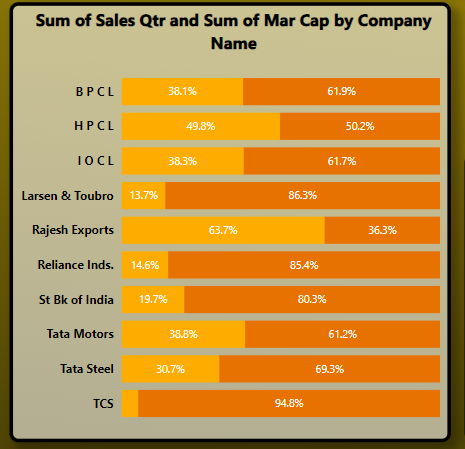 Sum of Sales Qtr and Sum of Mar Cap by Company
Name
B P C L 38.1% 61.9%
H P C L 49.8% 50.2%
I O C L 38.3% 61.7%
Larsen & Toubro 13.7% 86.3%
Rajesh Exports 63.7% 36.3%
Reliance Inds. 14.6% 85.4%
St Bk of India 19.7% 80.3%
Tata Motors 38.8% 61.2%
Tata Steel 30.7% 69.3%
TCS 94.8%